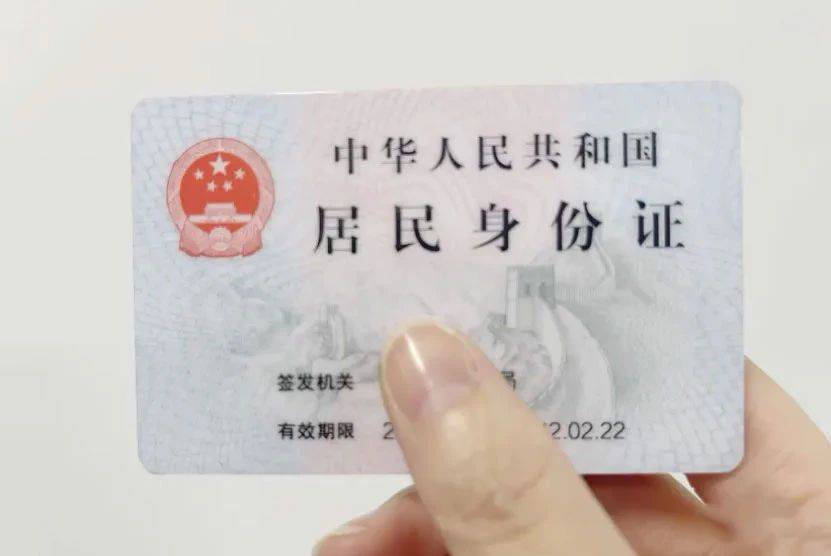 中华人民共和国
居民身份证
签发机关 局
有效期限 2 2.02.22